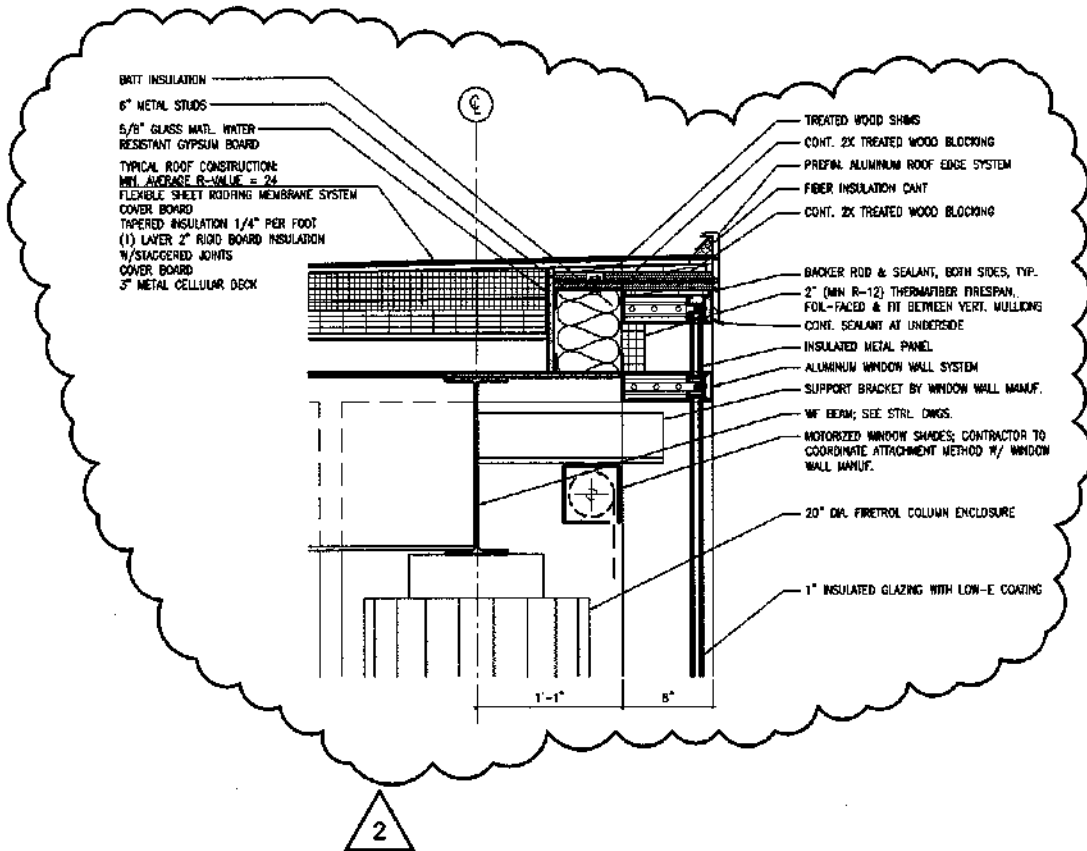 BATT INSULATION
6" METAL STUDS
5/8" GLASS MATL. WATER
RESISTANT GYPSUM BOARD
TYPICAL ROOF CONSTRUCTION:
MIN. AVERAGE R-VALUE = 24
FLEXIBLE SHEET ROOFING MEMBRANE SYSTEM
COVER BOARD
TAPERED INSULATION 1/4" PER FOOT
(1) LAYER 2" RIGID BOARD INSULATION
W/STAGGERED JOINTS
COVER BOARD
3" METAL CELLULAR DECK
CL
TREATED WOOD SHIMS
CONT. 2X TREATED WOOD BLOCKING
PREFIN. ALUMINUM ROOF EDGE SYSTEM
FIBER INSULATION CANT
CONT. 2X TREATED WOOD BLOCKING
BACKER ROD & SEALANT, BOTH SIDES, TYP.
2" (MIN R-12) THERMAFIBER FIRESPAN,
FOIL-FACED & FIT BETWEEN VERT. MULLIONS
CONT. SEALANT AT UNDERSIDE
INSULATED METAL PANEL
ALUMINUM WINDOW WALL SYSTEM
SUPPORT BRACKET BY WINDOW WALL MANUF.
WF BEAM; SEE STRL. DWGS.
MOTORIZED WINDOW SHADES; CONTRACTOR TO
COORDINATE ATTACHMENT METHOD W/ WINDOW
WALL MANUF.
20" DIA. FIRETROL COLUMN ENCLOSURE
1" INSULATED GLAZING WITH LOW-E COATING
1'-1" 8"
2